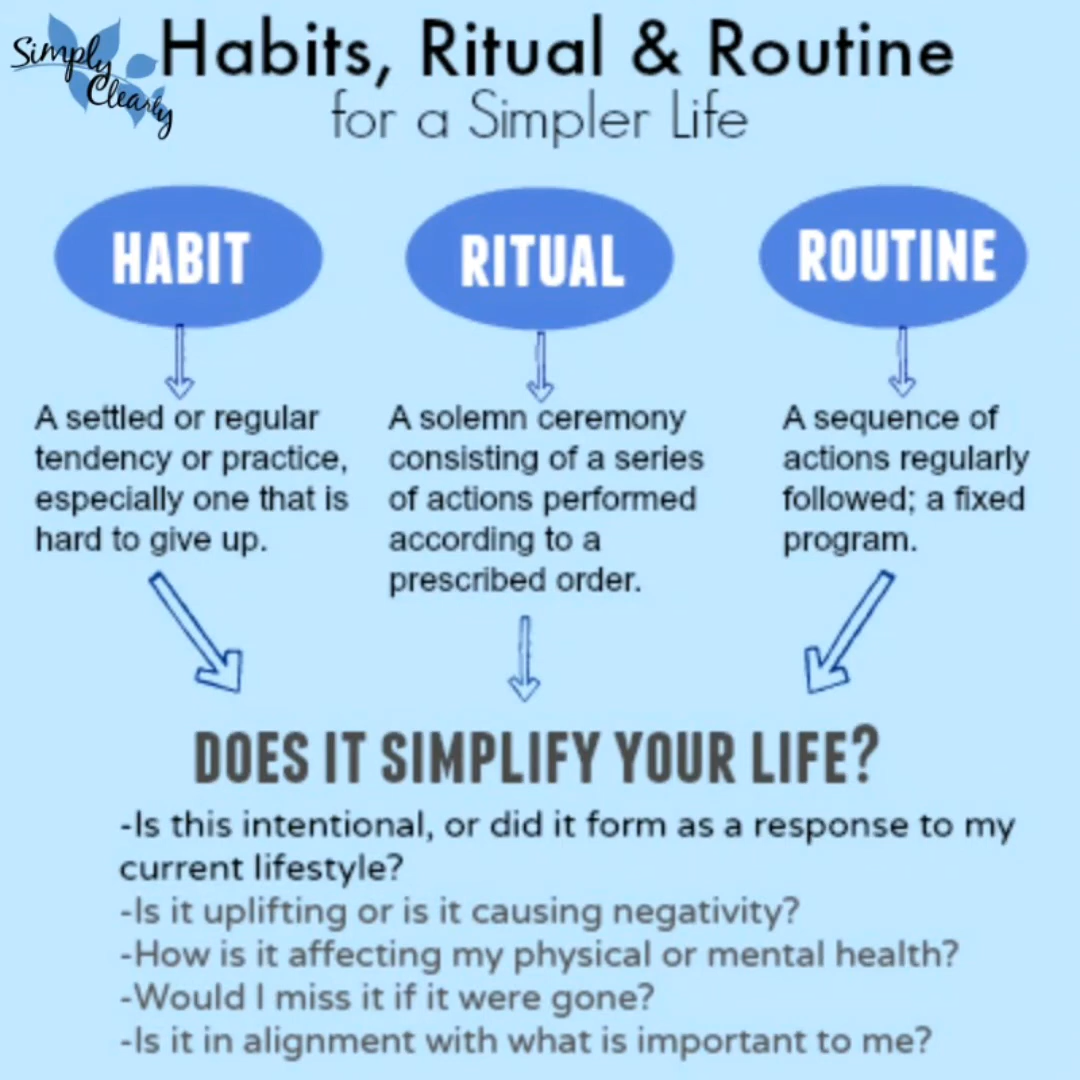 Simply
Clearly
Habits, Ritual & Routine
for a Simpler Life
HABIT
RITUAL
ROUTINE
A settled or regular
tendency or practice,
especially one that is
hard to give up.
A solemn ceremony
consisting of a series
of actions performed
according to a
prescribed order.
A sequence of
actions regularly
followed; a fixed
program.
DOES IT SIMPLIFY YOUR LIFE?
-Is this intentional, or did it form as a response to my
current lifestyle?
-Is it uplifting or is it causing negativity?
-How is it affecting my physical or mental health?
-Would I miss it if it were gone?
-Is it in alignment with what is important to me?